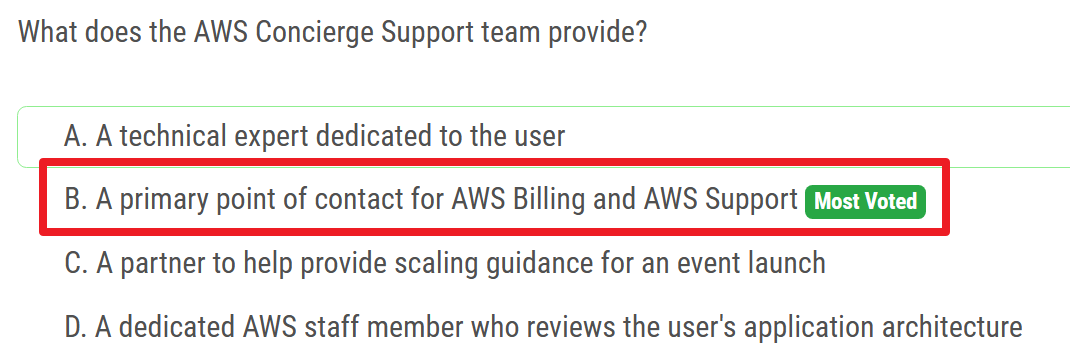 What does the AWS Concierge Support team provide?
A. A technical expert dedicated to the user
B. A primary point of contact for AWS Billing and AWS Support Most Voted
C. A partner to help provide scaling guidance for an event launch
D. A dedicated AWS staff member who reviews the user's application architecture